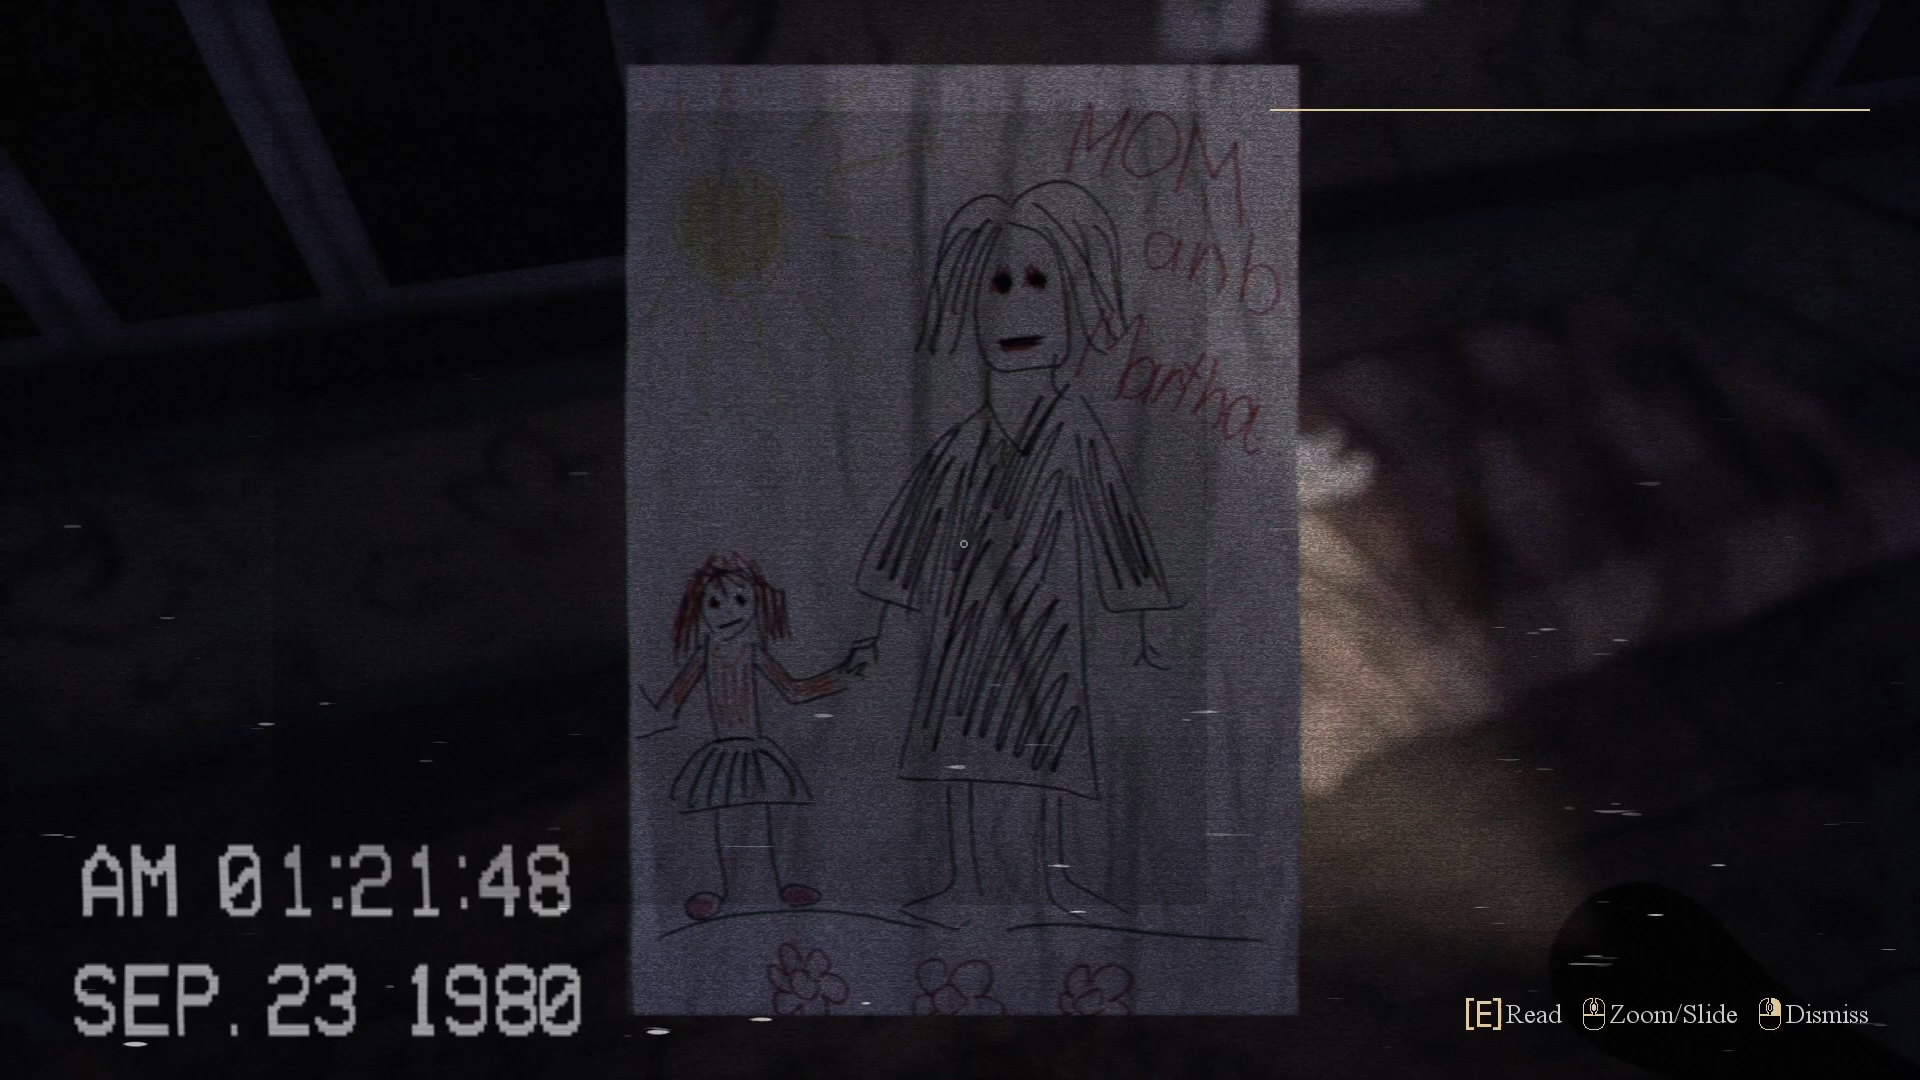 MOM
anb
Martha
AM 01:21:48
SEP. 23 1980
[E]Read Zoom/Slide Dismiss